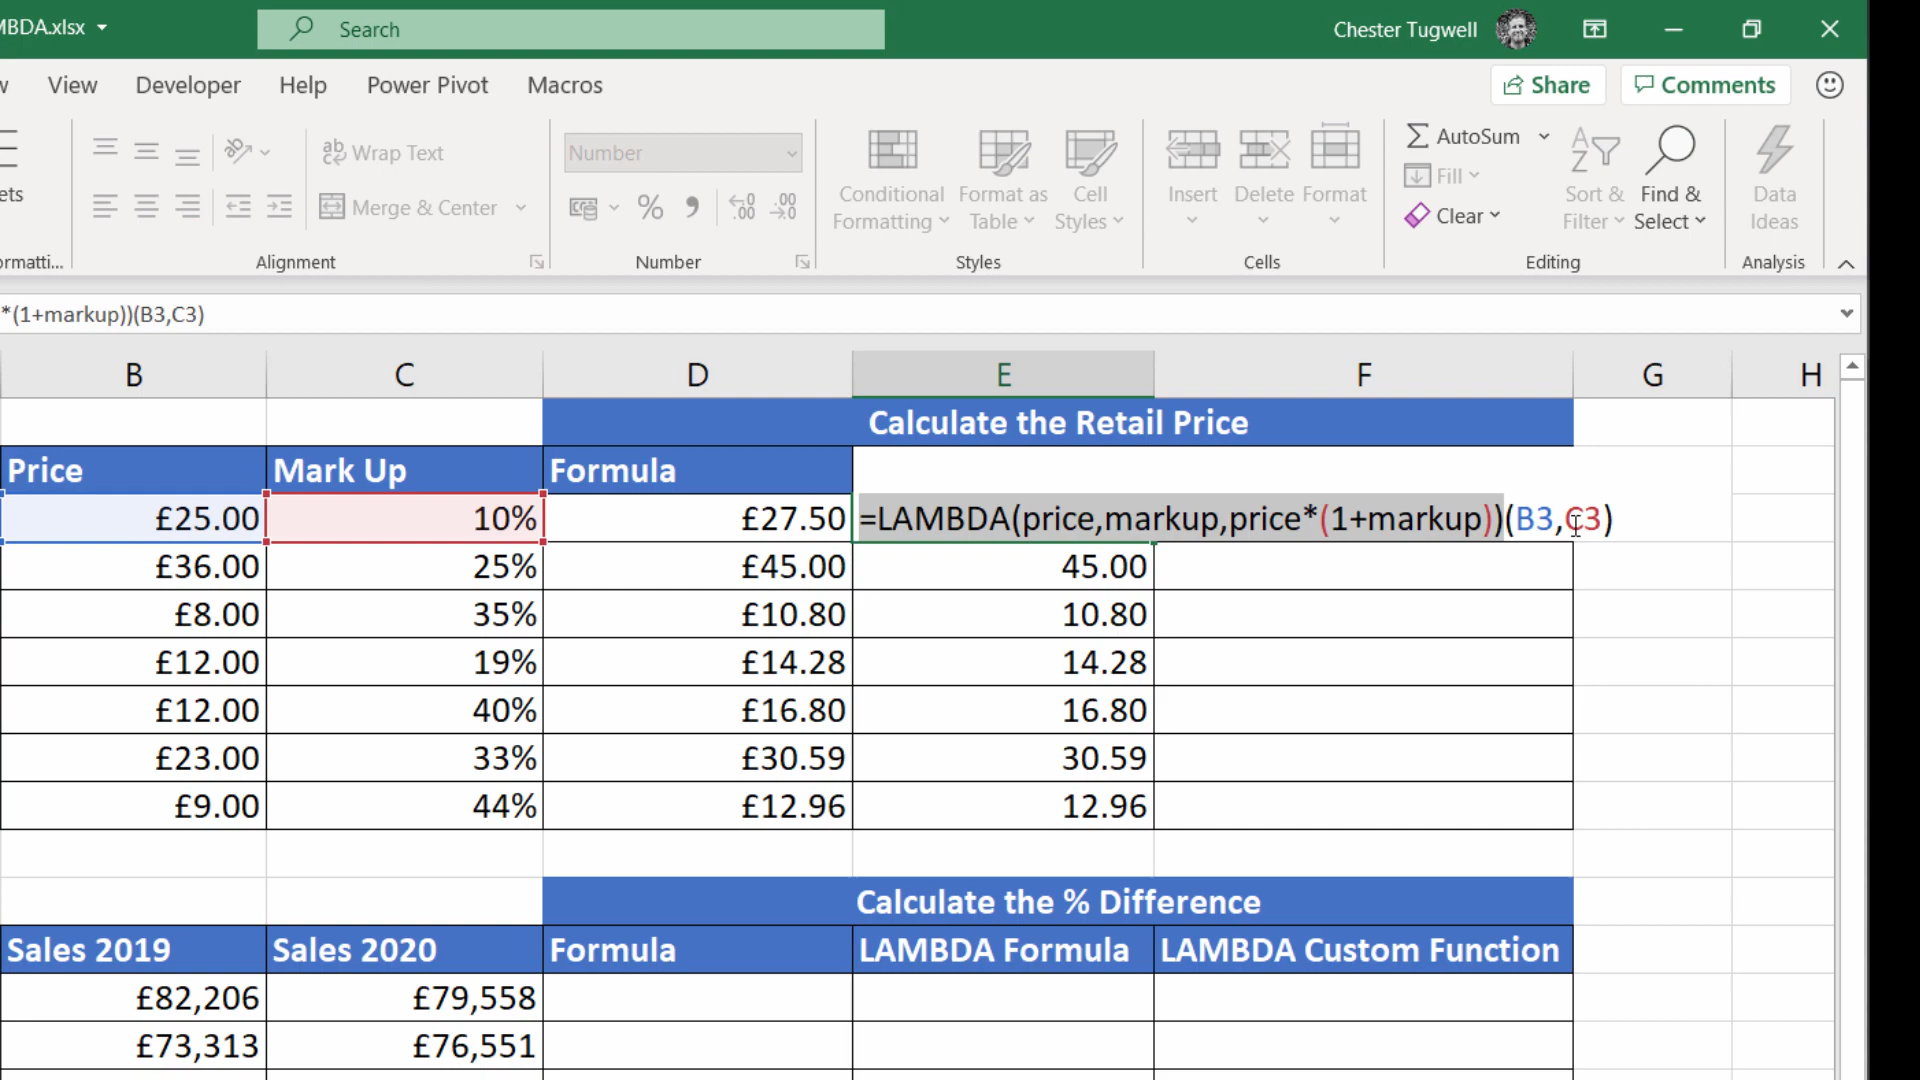 MBDA.xlsx
Search
Chester Tugwell
View Developer Help Power Pivot Macros
Share Comments
Wrap Text
Merge & Center
Number
Conditional Formatting
Format as Table
Cell Styles
Insert Delete Format
AutoSum
Fill
Clear
Sort & Filter
Find & Select
Data Ideas
ormatti... Alignment Number Styles Cells Editing Analysis
*(1+markup))(B3,C3)
B C D E F G H
Calculate the Retail Price
Price Mark Up Formula
£25.00 10% £27.50 =LAMBDA(price,markup,price*(1+markup))(B3,C3)
£36.00 25% £45.00 45.00
£8.00 35% £10.80 10.80
£12.00 19% £14.28 14.28
£12.00 40% £16.80 16.80
£23.00 33% £30.59 30.59
£9.00 44% £12.96 12.96
Calculate the % Difference
Sales 2019 Sales 2020 Formula LAMBDA Formula LAMBDA Custom Function
£82,206 £79,558
£73,313 £76,551